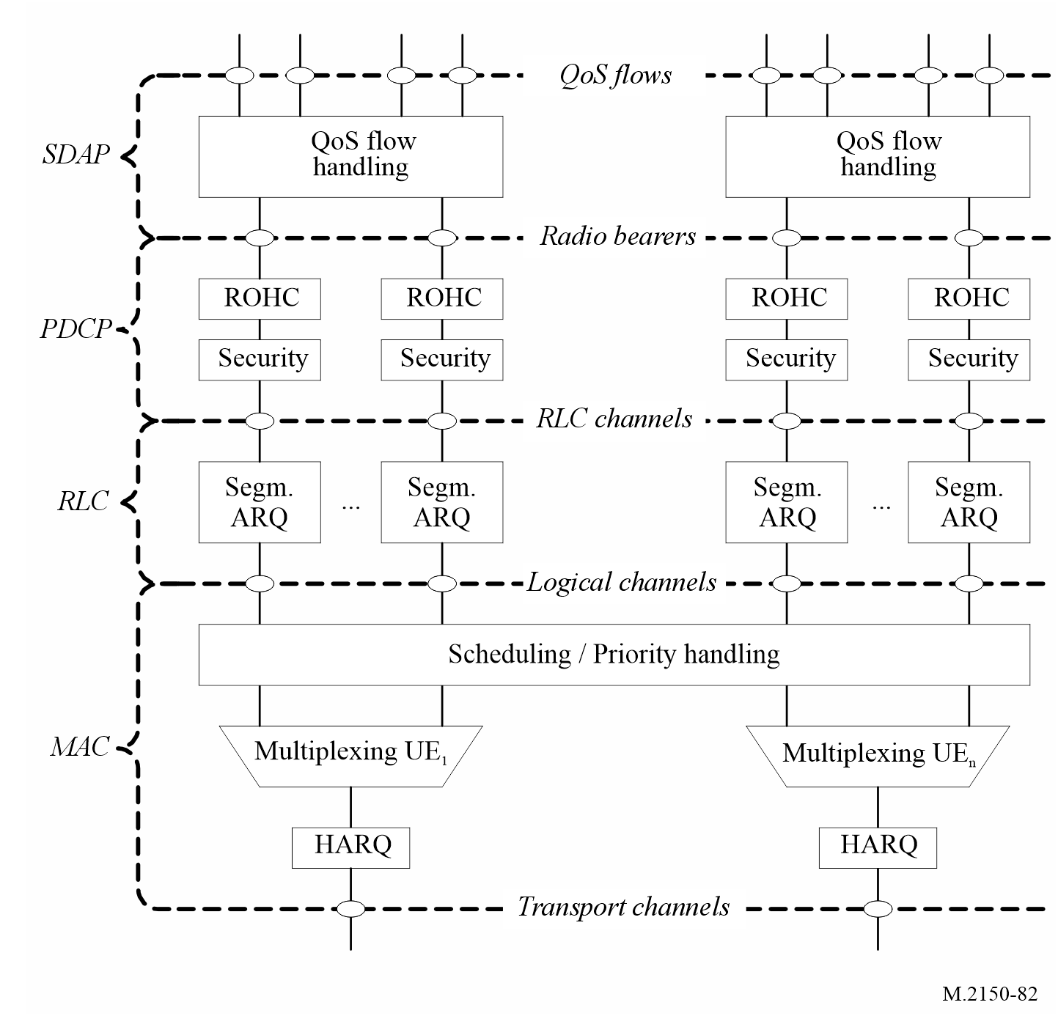 QoS flows
QoS flow
handling
QoS flow
handling
SDAP
Radio bearers
ROHC
ROHC
ROHC
ROHC
PDCP
Security
Security
Security
Security
RLC channels
Segm.
ARQ
...
Segm.
ARQ
Segm.
ARQ
...
Segm.
ARQ
RLC
Logical channels
Scheduling / Priority handling
MAC
Multiplexing UE₁
Multiplexing UEₙ
HARQ
HARQ
Transport channels
M.2150-82